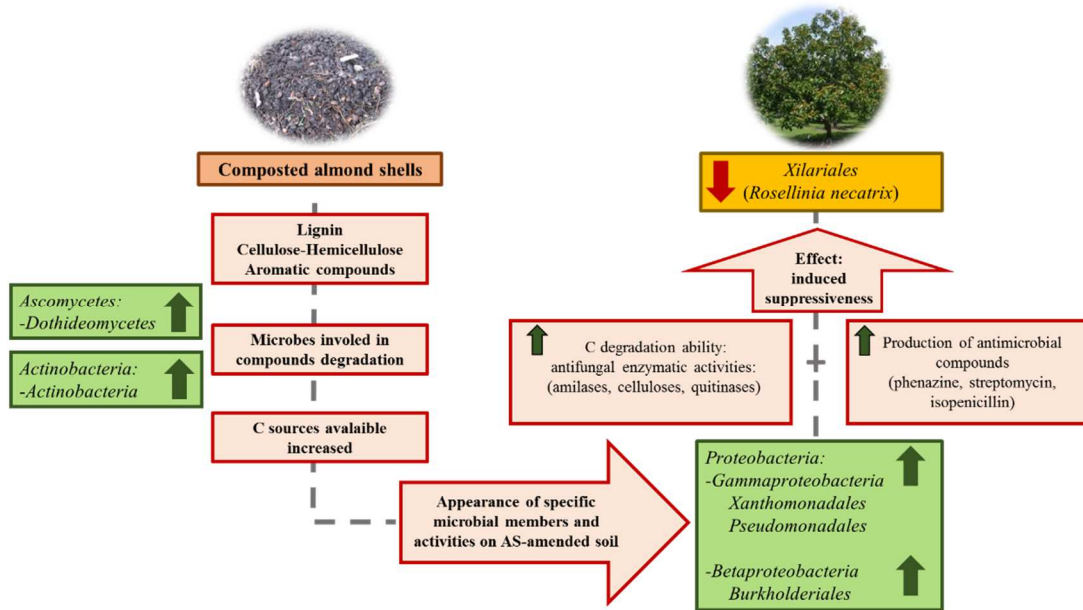 Composted almond shells
Lignin
Cellulose-Hemicellulose
Aromatic compounds
Ascomycetes:
-Dothideomycetes
Actinobacteria:
-Actinobacteria
Microbes involed in
compounds degradation
C sources avalaible
increased
Appearance of specific
microbial members and
activities on AS-amended soil
Proteobacteria:
-Gammaproteobacteria
Xanthomonadales
Pseudomonadales
-Betaproteobacteria
Burkholderiales
C degradation ability:
antifungal enzymatic activities:
(amilases, celluloses, quitinases)
Production of antimicrobial
compounds
(phenazine, streptomycin,
isopenicillin)
Effect:
induced
suppressiveness
Xilariales
(Rosellinia necatrix)